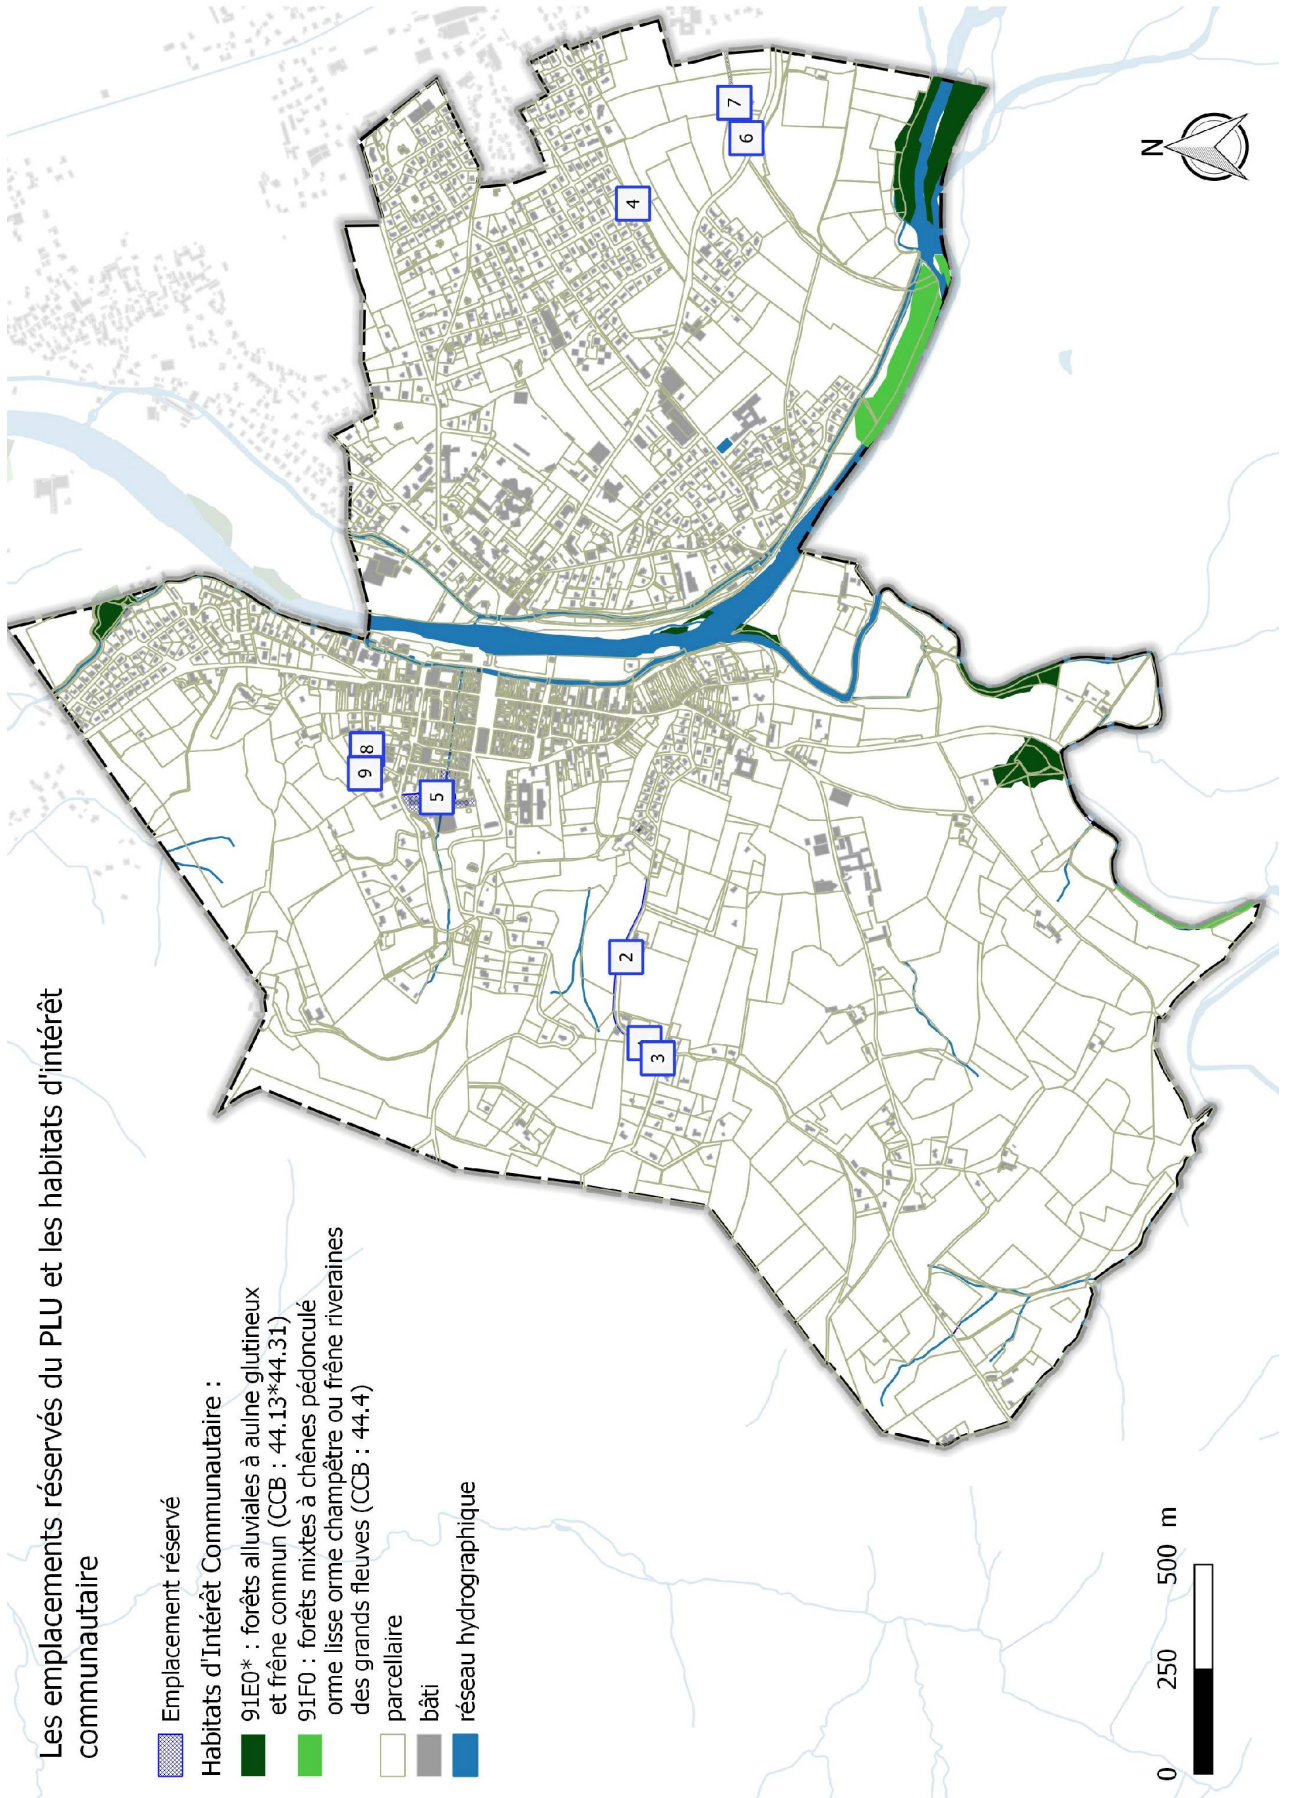 Les emplacements réservés du PLU et les habitats d'intérêt
communautaire
Emplacement réservé
Habitats d'Intérêt Communautaire :
91E0* : forêts alluviales à aulne glutineux
et frêne commun (CCB : 44.13*44.31)
91F0 : forêts mixtes à chênes pédonculé
orme lisse orme champêtre ou frêne riveraines
des grands fleuves (CCB : 44.4)
parcellaire
bâti
réseau hydrographique
0 250 500 m
N
3
2
5
9
8
4
6
7